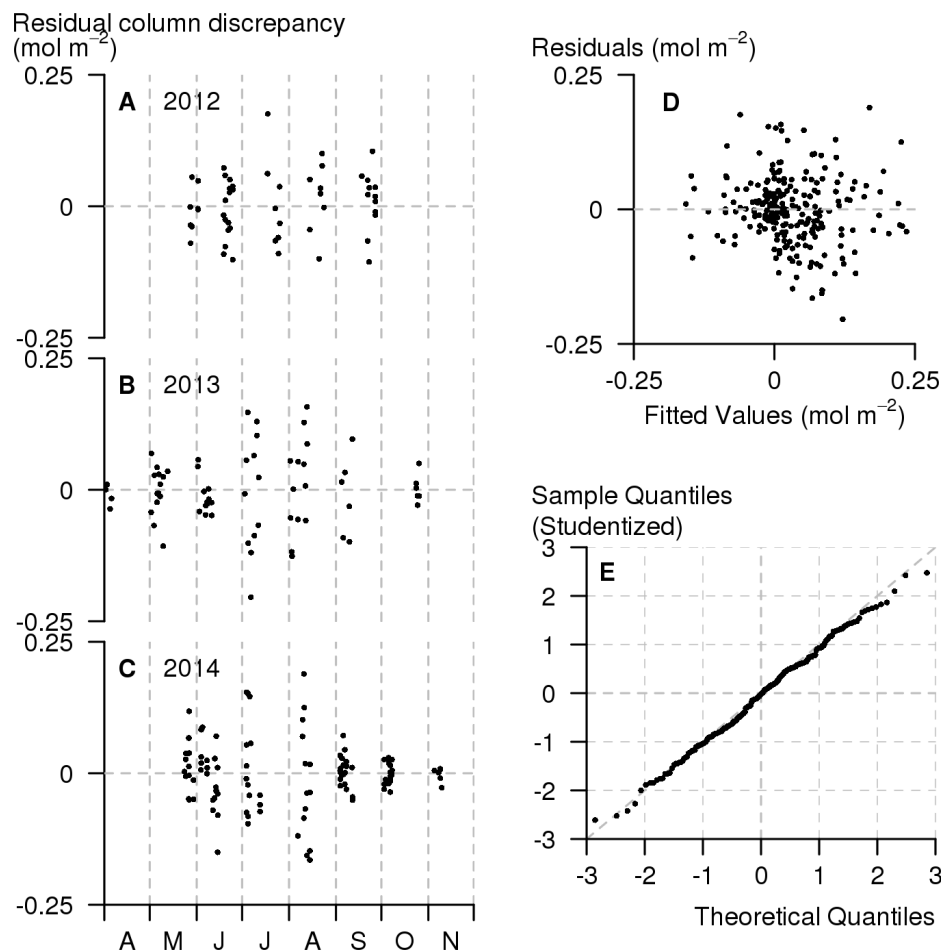 Residual column discrepancy
(mol m⁻²)
0.25
A 2012
0
-0.25
0.25
B 2013
0
-0.25
0.25
C 2014
0
-0.25
A M J J A S O N
Residuals (mol m⁻²)
0.25
D
0
-0.25
-0.25 0 0.25
Fitted Values (mol m⁻²)
Sample Quantiles
(Studentized)
3
E
2
1
0
-1
-2
-3
-3 -2 -1 0 1 2 3
Theoretical Quantiles